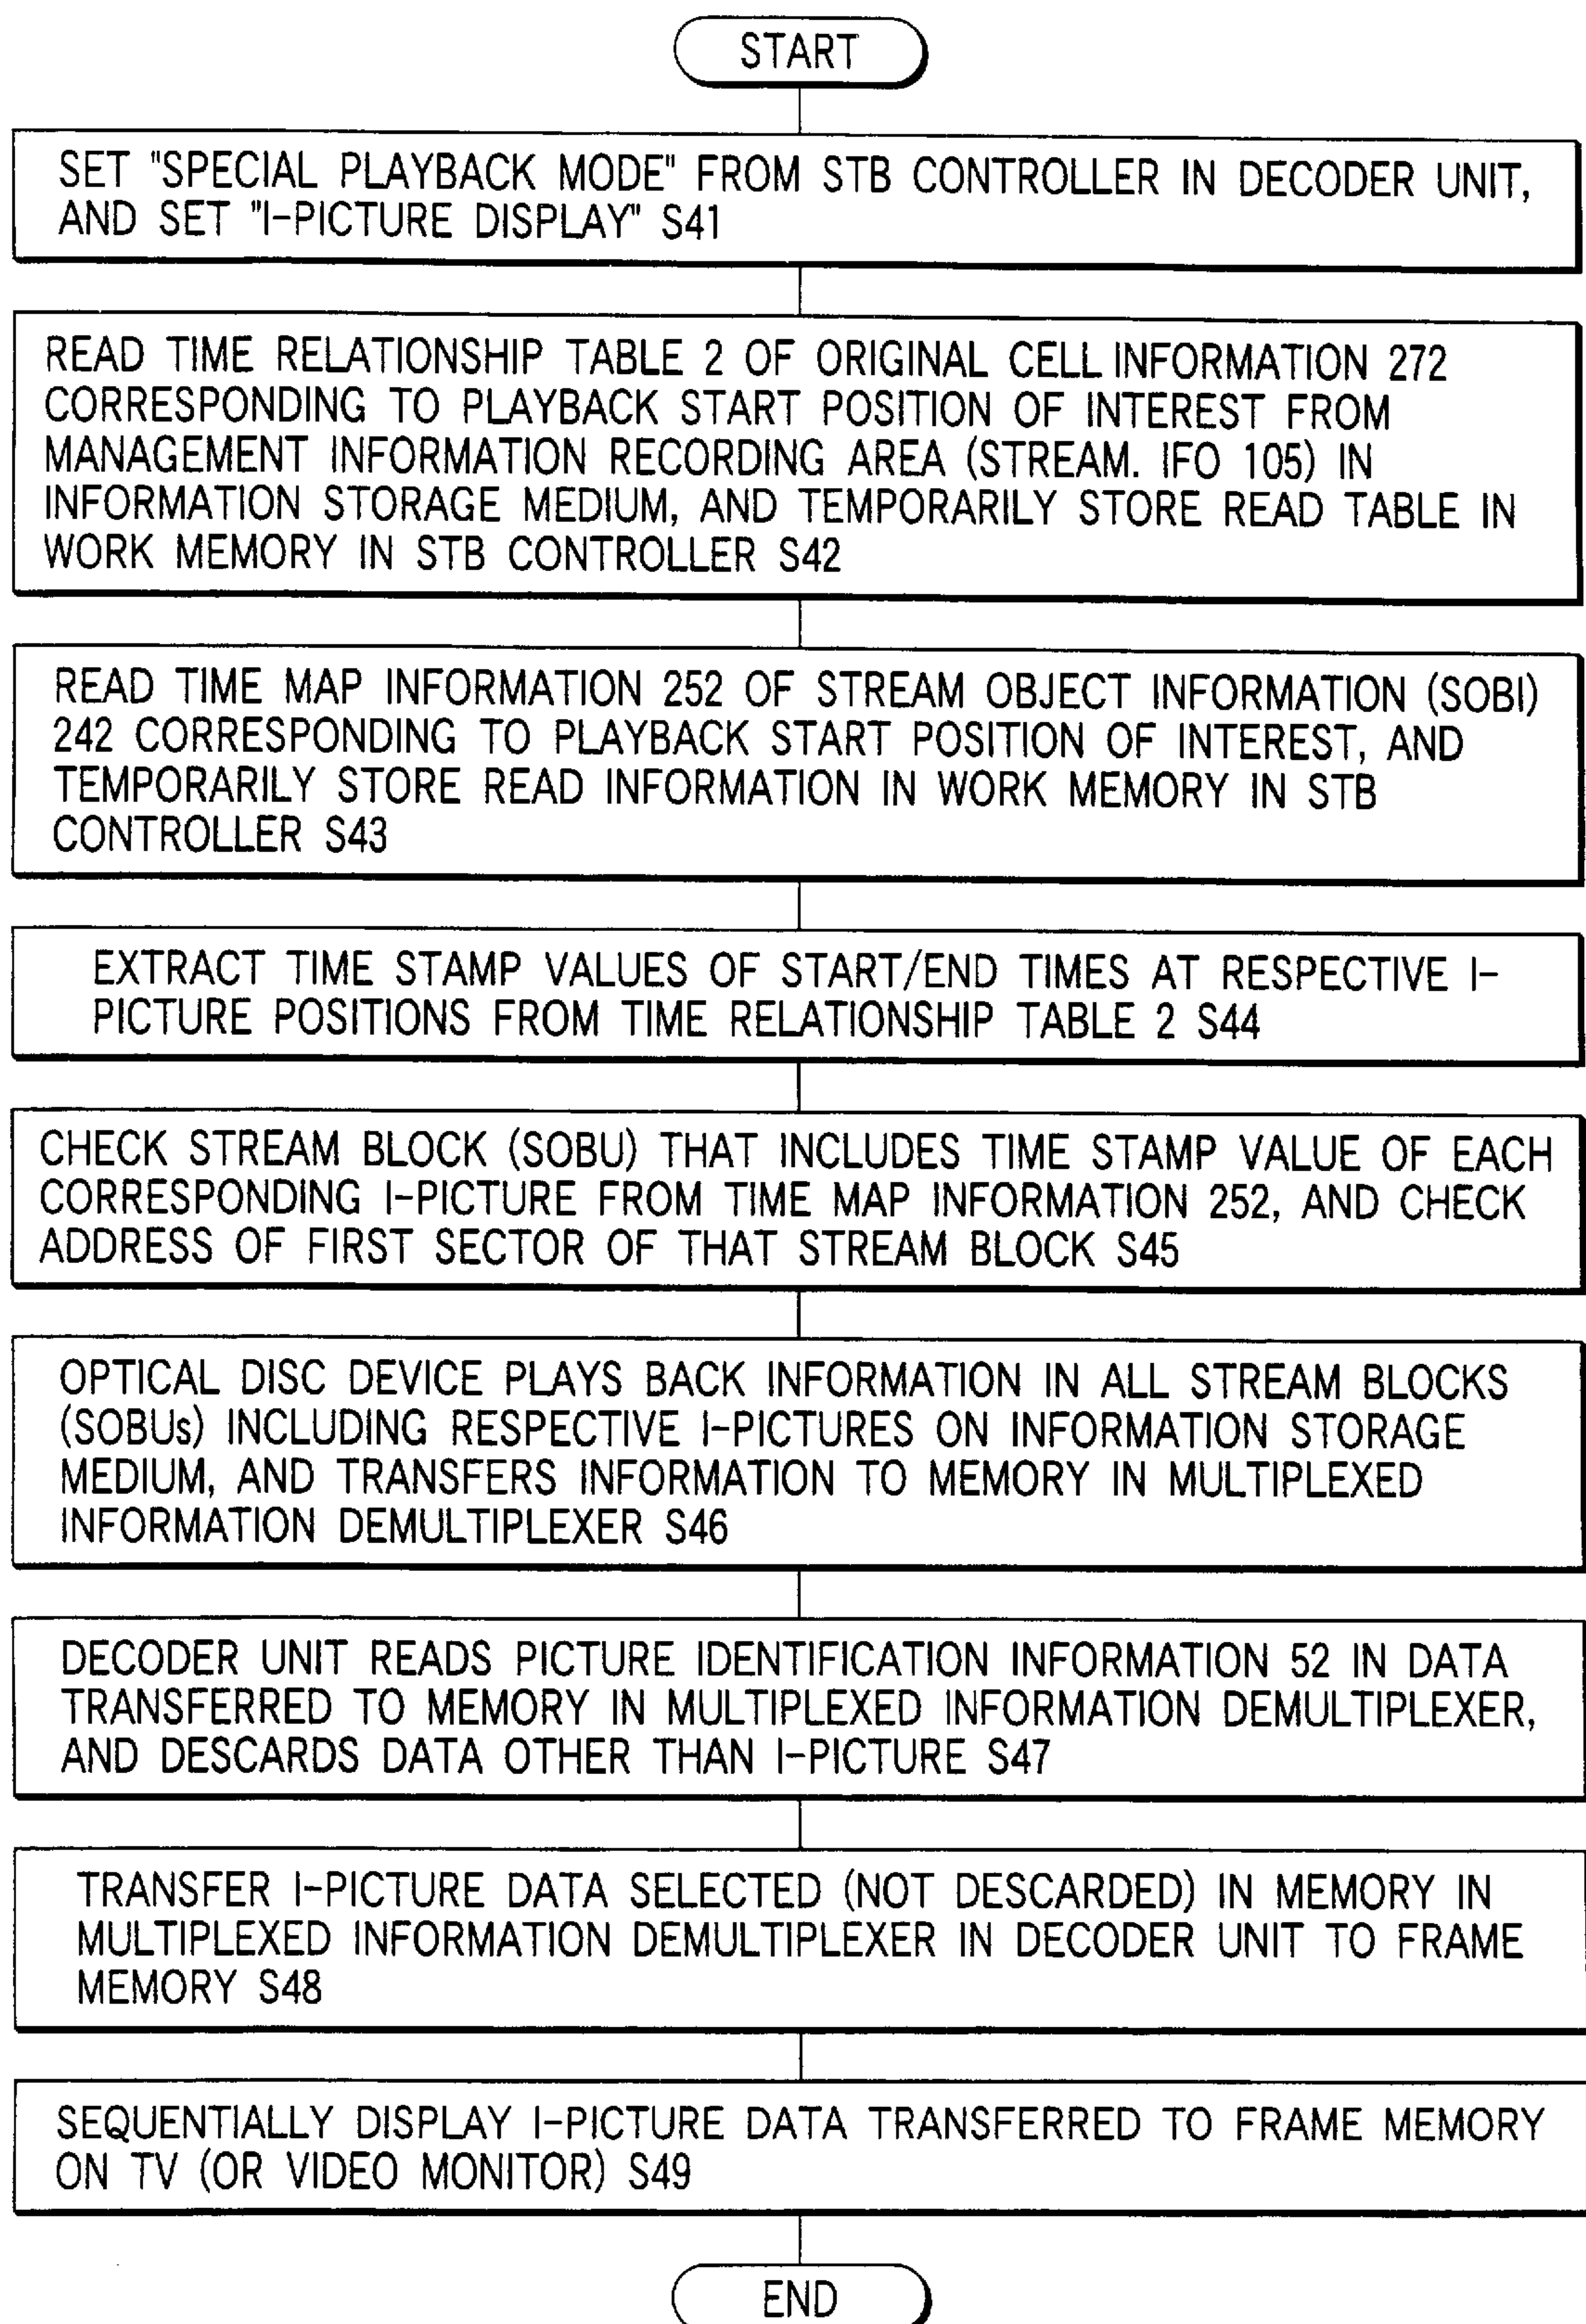 START
SET "SPECIAL PLAYBACK MODE" FROM STB CONTROLLER IN DECODER UNIT,
AND SET "I-PICTURE DISPLAY" S41
READ TIME RELATIONSHIP TABLE 2 OF ORIGINAL CELL INFORMATION 272
CORRESPONDING TO PLAYBACK START POSITION OF INTEREST FROM
MANAGEMENT INFORMATION RECORDING AREA (STREAM. IFO 105) IN
INFORMATION STORAGE MEDIUM, AND TEMPORARILY STORE READ TABLE IN
WORK MEMORY IN STB CONTROLLER S42
READ TIME MAP INFORMATION 252 OF STREAM OBJECT INFORMATION (SOBI)
242 CORRESPONDING TO PLAYBACK START POSITION OF INTEREST, AND
TEMPORARILY STORE READ INFORMATION IN WORK MEMORY IN STB
CONTROLLER S43
EXTRACT TIME STAMP VALUES OF START/END TIMES AT RESPECTIVE I-
PICTURE POSITIONS FROM TIME RELATIONSHIP TABLE 2 S44
CHECK STREAM BLOCK (SOBU) THAT INCLUDES TIME STAMP VALUE OF EACH
CORRESPONDING I-PICTURE FROM TIME MAP INFORMATION 252, AND CHECK
ADDRESS OF FIRST SECTOR OF THAT STREAM BLOCK S45
OPTICAL DISC DEVICE PLAYS BACK INFORMATION IN ALL STREAM BLOCKS
(SOBUs) INCLUDING RESPECTIVE I-PICTURES ON INFORMATION STORAGE
MEDIUM, AND TRANSFERS INFORMATION TO MEMORY IN MULTIPLEXED
INFORMATION DEMULTIPLEXER S46
DECODER UNIT READS PICTURE IDENTIFICATION INFORMATION 52 IN DATA
TRANSFERRED TO MEMORY IN MULTIPLEXED INFORMATION DEMULTIPLEXER,
AND DESCARDS DATA OTHER THAN I-PICTURE S47
TRANSFER I-PICTURE DATA SELECTED (NOT DESCARDED) IN MEMORY IN
MULTIPLEXED INFORMATION DEMULTIPLEXER IN DECODER UNIT TO FRAME
MEMORY S48
SEQUENTIALLY DISPLAY I-PICTURE DATA TRANSFERRED TO FRAME MEMORY
ON TV (OR VIDEO MONITOR) S49
END